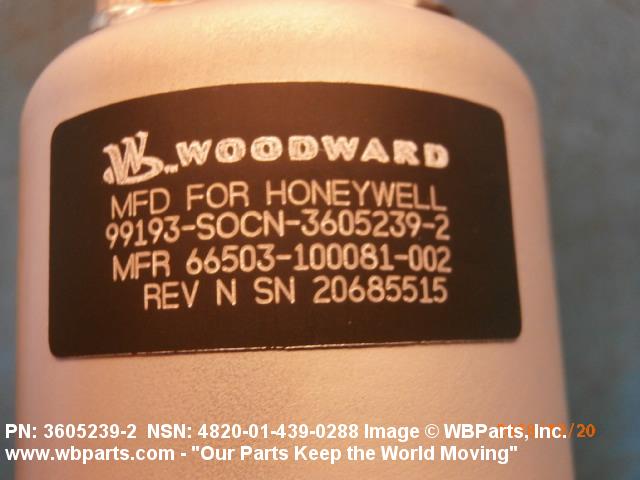 W TM WOODWARD
MFD FOR HONEYWELL
99193-SOCN-3605239-2
MFR 66503-100081-002
REV N SN 20685515
PN: 3605239-2 NSN: 4820-01-439-0288 Image © WBParts, Inc.
www.wbparts.com - "Our Parts Keep the World Moving"